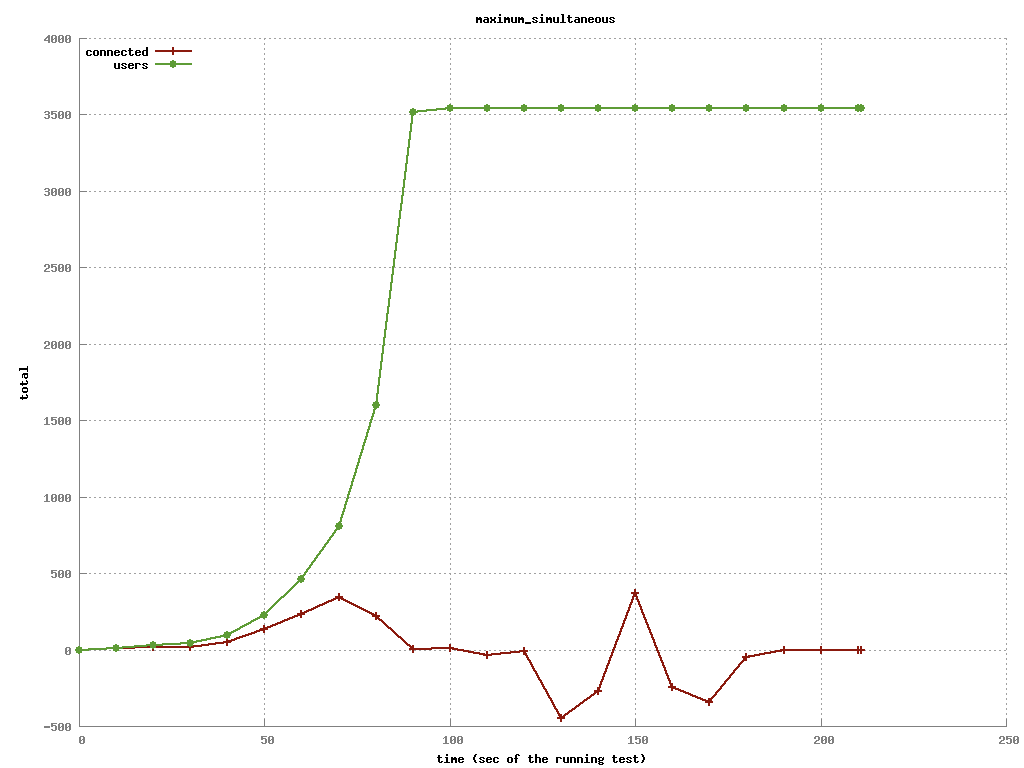 maximum_simultaneous
4000
connected
users
3500
3000
2500
2000
total
1500
1000
500
0
-500
0 50 100 150 200 250
time (sec of the running test)